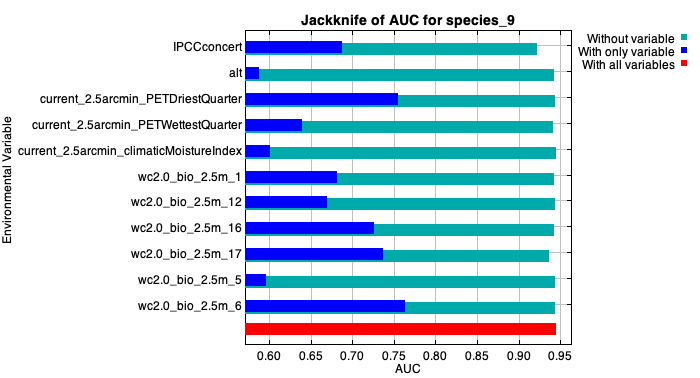 Jackknife of AUC for species_9
Without variable
With only variable
With all variables
Environmental Variable
IPCCconcert
alt
current_2.5arcmin_PETDriestQuarter
current_2.5arcmin_PETWettestQuarter
current_2.5arcmin_climaticMoistureIndex
wc2.0_bio_2.5m_1
wc2.0_bio_2.5m_12
wc2.0_bio_2.5m_16
wc2.0_bio_2.5m_17
wc2.0_bio_2.5m_5
wc2.0_bio_2.5m_6
0.60 0.65 0.70 0.75 0.80 0.85 0.90 0.95
AUC